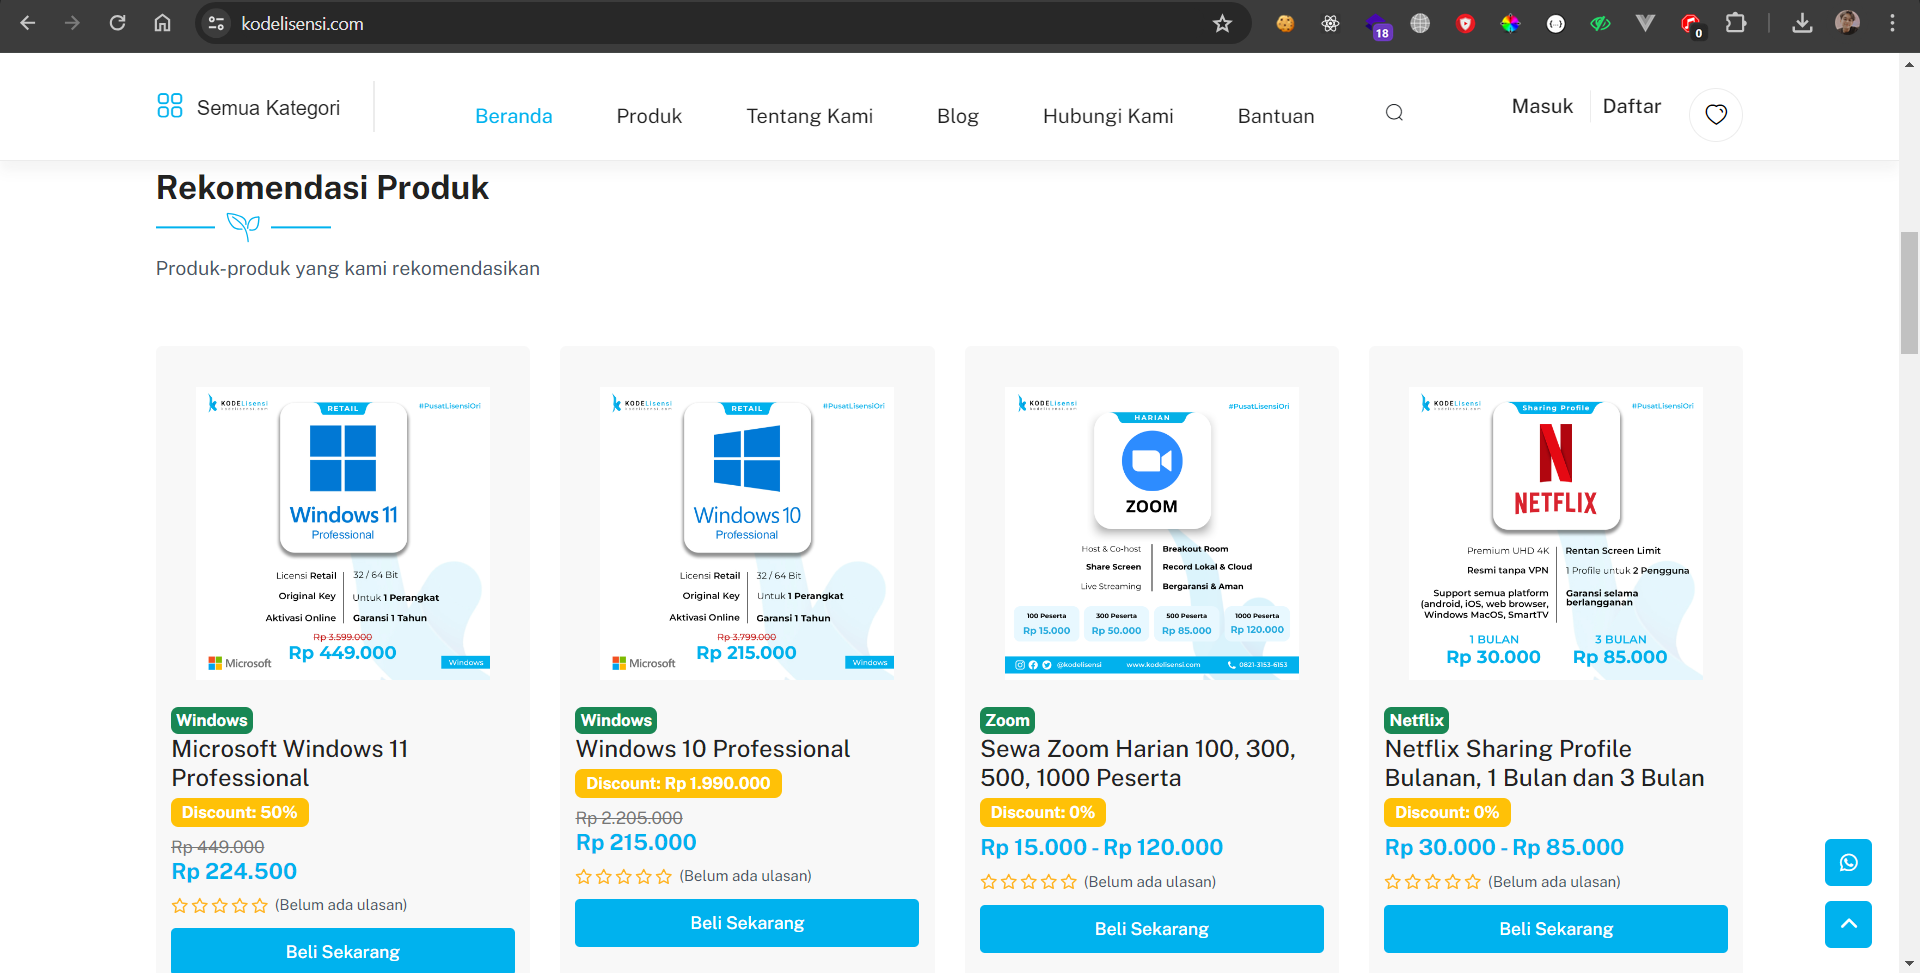 kodelisensi.com
18
0
Semua Kategori
Beranda
Produk
Tentang Kami
Blog
Hubungi Kami
Bantuan
Masuk
Daftar
Rekomendasi Produk
Produk-produk yang kami rekomendasikan
KODELisensi
kodelisensi.com
#PusatLisensiOri
RETAIL
Windows 11
Professional
Licensi Retail
32 / 64 Bit
Original Key
Untuk 1 Perangkat
Aktivasi Online
Garansi 1 Tahun
Rp 3.599.000
Rp 449.000
Microsoft
Windows
Windows
Microsoft Windows 11
Professional
Discount: 50%
Rp 449.000
Rp 224.500
(Belum ada ulasan)
Beli Sekarang
KODELisensi
kodelisensi.com
#PusatLisensiOri
RETAIL
Windows 10
Professional
Licensi Retail
32 / 64 Bit
Original Key
Untuk 1 Perangkat
Aktivasi Online
Garansi 1 Tahun
Rp 3.799.000
Rp 215.000
Microsoft
Windows
Windows
Windows 10 Professional
Discount: Rp 1.990.000
Rp 2.205.000
Rp 215.000
(Belum ada ulasan)
Beli Sekarang
KODELisensi
kodelisensi.com
#PusatLisensiOri
HARIAN
ZOOM
Host & Co-host
Breakout Room
Share Screen
Record Lokal & Cloud
Live Streaming
Bergaransi & Aman
100 Peserta
Rp 15.000
300 Peserta
Rp 50.000
500 Peserta
Rp 85.000
1000 Peserta
Rp 120.000
@kodelisensi
www.kodelisensi.com
0821-3153-6153
Zoom
Sewa Zoom Harian 100, 300,
500, 1000 Peserta
Discount: 0%
Rp 15.000 - Rp 120.000
(Belum ada ulasan)
Beli Sekarang
KODELisensi
kodelisensi.com
#PusatLisensiOri
Sharing Profile
N
NETFLIX
Premium UHD 4K
Rentan Screen Limit
Resmi tanpa VPN
1 Profile untuk 2 Pengguna
Support semua platform
(android, iOS, web browser,
Windows MacOS, SmartTV
Garansi selama
berlangganan
1 BULAN
Rp 30.000
3 BULAN
Rp 85.000
Netflix
Netflix Sharing Profile
Bulanan, 1 Bulan dan 3 Bulan
Discount: 0%
Rp 30.000 - Rp 85.000
(Belum ada ulasan)
Beli Sekarang